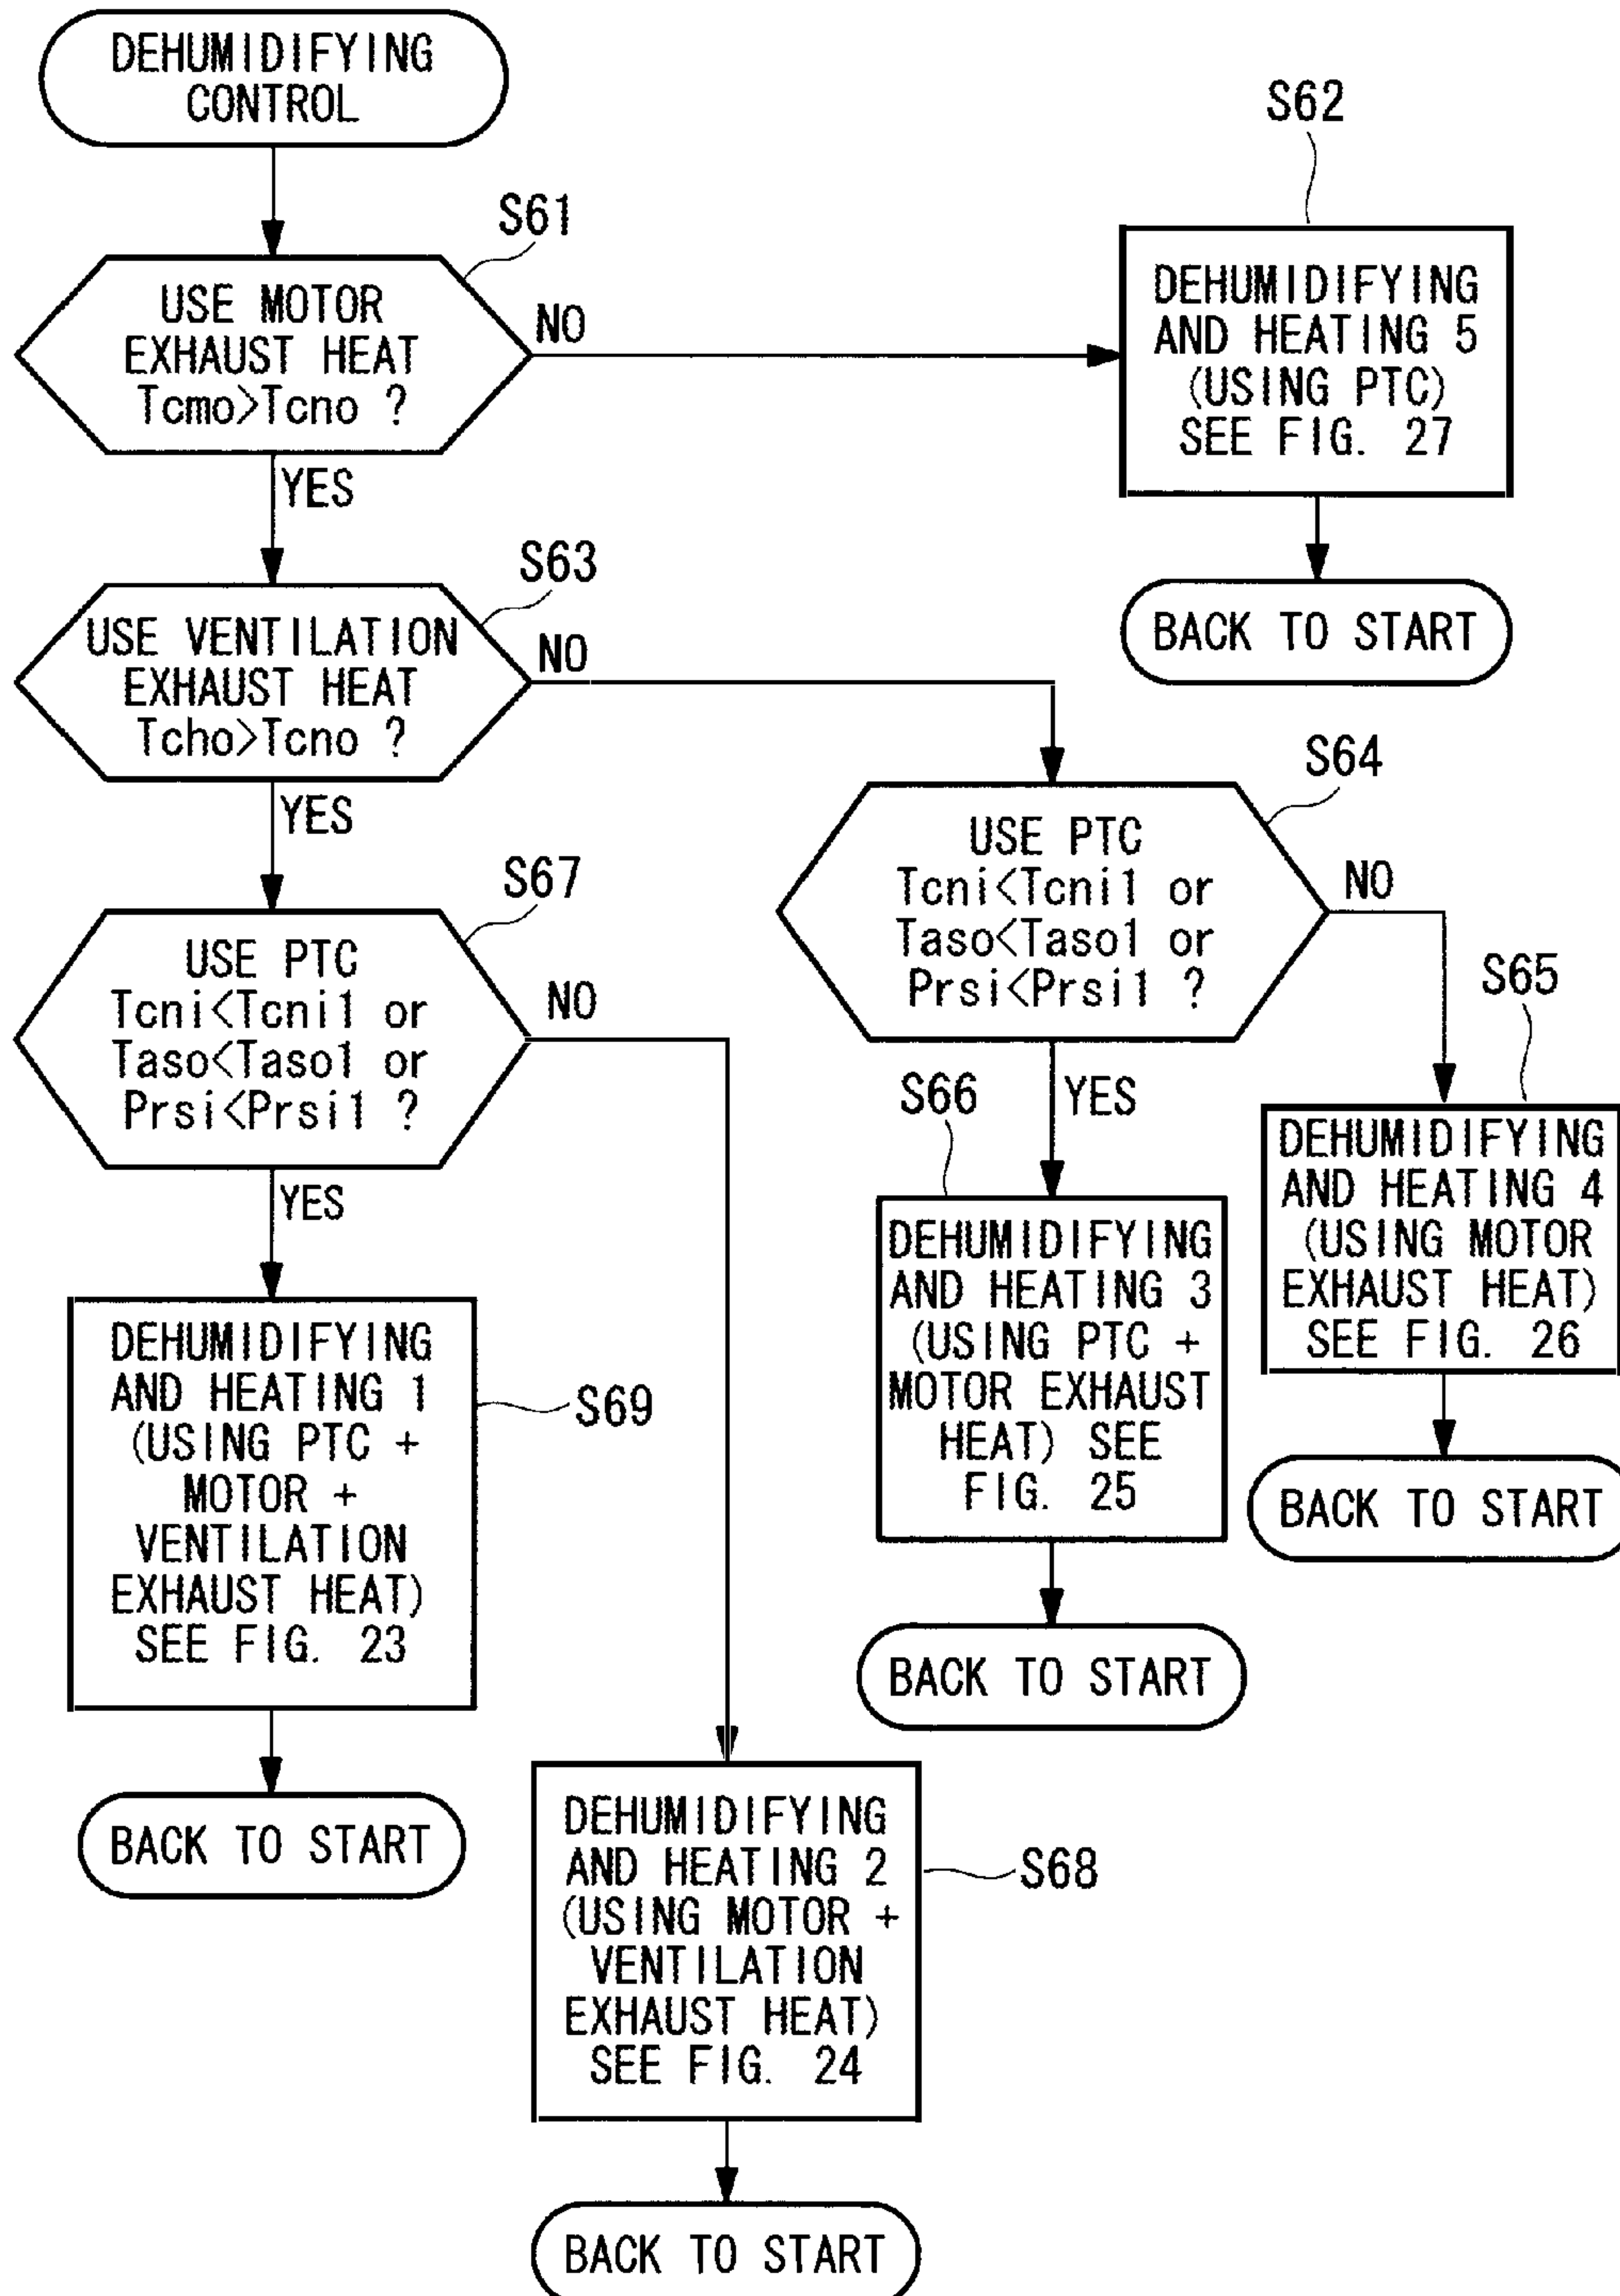 DEHUMIDIFYING
CONTROL
S61
USE MOTOR
EXHAUST HEAT
Tcmo>Tcno ?
NO
YES
S62
DEHUMIDIFYING
AND HEATING 5
(USING PTC)
SEE FIG. 27
BACK TO START
S63
USE VENTILATION
EXHAUST HEAT
Tcho>Tcno ?
NO
YES
S64
USE PTC
Tcni<Tcni1 or
Taso<Taso1 or
Prsi<Prsi1 ?
NO
YES
S65
DEHUMIDIFYING
AND HEATING 4
(USING MOTOR
EXHAUST HEAT)
SEE FIG. 26
BACK TO START
S66
DEHUMIDIFYING
AND HEATING 3
(USING PTC +
MOTOR EXHAUST
HEAT) SEE
FIG. 25
BACK TO START
S67
USE PTC
Tcni<Tcni1 or
Taso<Taso1 or
Prsi<Prsi1 ?
NO
YES
DEHUMIDIFYING
AND HEATING 1
(USING PTC +
MOTOR +
VENTILATION
EXHAUST HEAT)
SEE FIG. 23
S69
BACK TO START
DEHUMIDIFYING
AND HEATING 2
(USING MOTOR +
VENTILATION
EXHAUST HEAT)
SEE FIG. 24
S68
BACK TO START